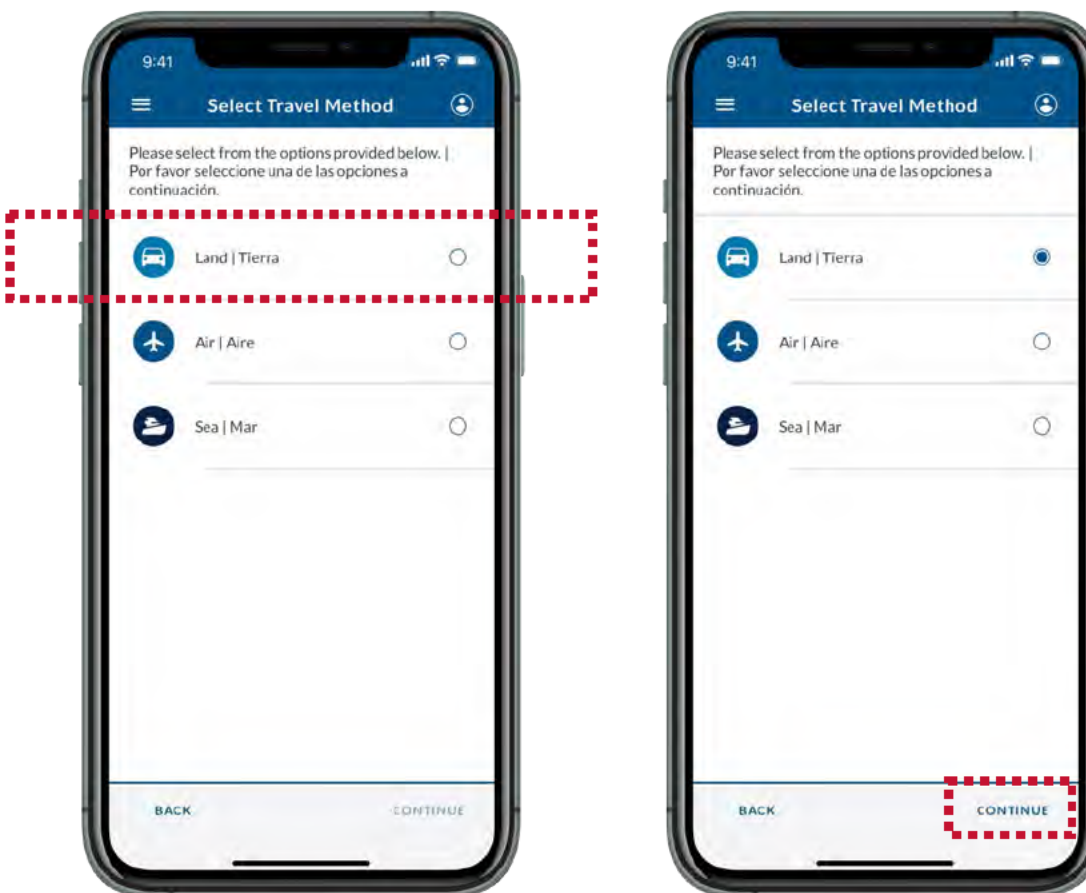 9:41
Select Travel Method
Please select from the options provided below. |
Por favor seleccione una de las opciones a
continuación.
Land | Tierra
Air | Aire
Sea | Mar
BACK
CONTINUE
9:41
Select Travel Method
Please select from the options provided below. |
Por favor seleccione una de las opciones a
continuación.
Land | Tierra
Air | Aire
Sea | Mar
BACK
CONTINUE